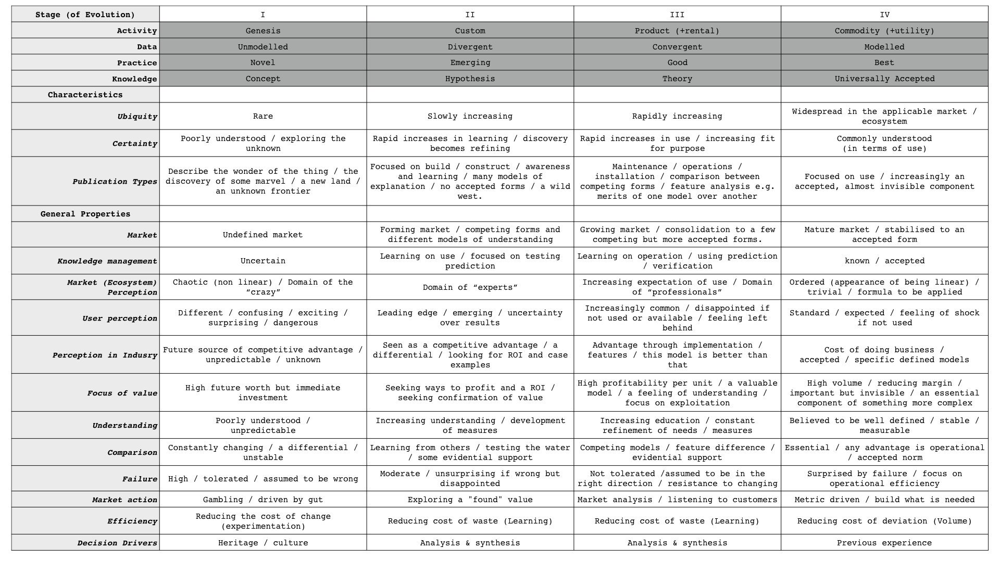 Stage (of Evolution) I II III IV
Activity Genesis Custom Product (+rental) Commodity (+utility)
Data Unmodelled Divergent Convergent Modelled
Practice Novel Emerging Good Best
Knowledge Concept Hypothesis Theory Universally Accepted
Characteristics
Ubiquity
Rare
Slowly increasing
Rapidly increasing
Widespread in the applicable market /
ecosystem
Certainty
Poorly understood / exploring the
unknown
Rapid increases in learning / discovery
becomes refining
Rapid increases in use / increasing fit
for purpose
Commonly understood
(in terms of use)
Publication Types
Describe the wonder of the thing / the
discovery of some marvel / a new land /
an unknown frontier
Focused on build / construct / awareness
and learning / many models of
explanation / no accepted forms / a wild
west.
Maintenance / operations /
installation / comparison between
competing forms / feature analysis e.g.
merits of one model over another
Focused on use / increasingly an
accepted, almost invisible component
General Properties
Market
Undefined market
Forming market / competing forms and
different models of understanding
Growing market / consolidation to a few
competing but more accepted forms.
Mature market / stabilised to an
accepted form
Knowledge management
Uncertain
Learning on use / focused on testing
prediction
Learning on operation / using prediction
/ verification
known / accepted
Market (Ecosystem)
Perception
Chaotic (non linear) / Domain of the
“crazy”
Domain of “experts”
Increasing expectation of use / Domain
of “professionals”
Ordered (appearance of being linear) /
trivial / formula to be applied
User perception
Different / confusing / exciting /
surprising / dangerous
Leading edge / emerging / uncertainty
over results
Increasingly common / disappointed if
not used or available / feeling left
behind
Standard / expected / feeling of shock
if not used
Perception in Indusry
Future source of competitive advantage /
unpredictable / unknown
Seen as a competitive advantage / a
differential / looking for ROI and case
examples
Advantage through implementation /
features / this model is better than
that
Cost of doing business /
accepted / specific defined models
Focus of value
High future worth but immediate
investment
Seeking ways to profit and a ROI /
seeking confirmation of value
High profitability per unit / a valuable
model / a feeling of understanding /
focus on exploitation
High volume / reducing margin /
important but invisible / an essential
component of something more complex
Understanding
Poorly understood /
unpredictable
Increasing understanding / development
of measures
Increasing education / constant
refinement of needs / measures
Believed to be well defined / stable /
measurable
Comparison
Constantly changing / a differential /
unstable
Learning from others / testing the water
/ some evidential support
Competing models / feature difference /
evidential support
Essential / any advantage is operational
/ accepted norm
Failure
High / tolerated / assumed to be wrong
Moderate / unsurprising if wrong but
disappointed
Not tolerated /assumed to be in the
right direction / resistance to changing
Surprised by failure / focus on
operational efficiency
Market action
Gambling / driven by gut
Exploring a "found" value
Market analysis / listening to customers
Metric driven / build what is needed
Efficiency
Reducing the cost of change
(experimentation)
Reducing cost of waste (Learning)
Reducing cost of waste (Learning)
Reducing cost of deviation (Volume)
Decision Drivers
Heritage / culture
Analysis & synthesis
Analysis & synthesis
Previous experience